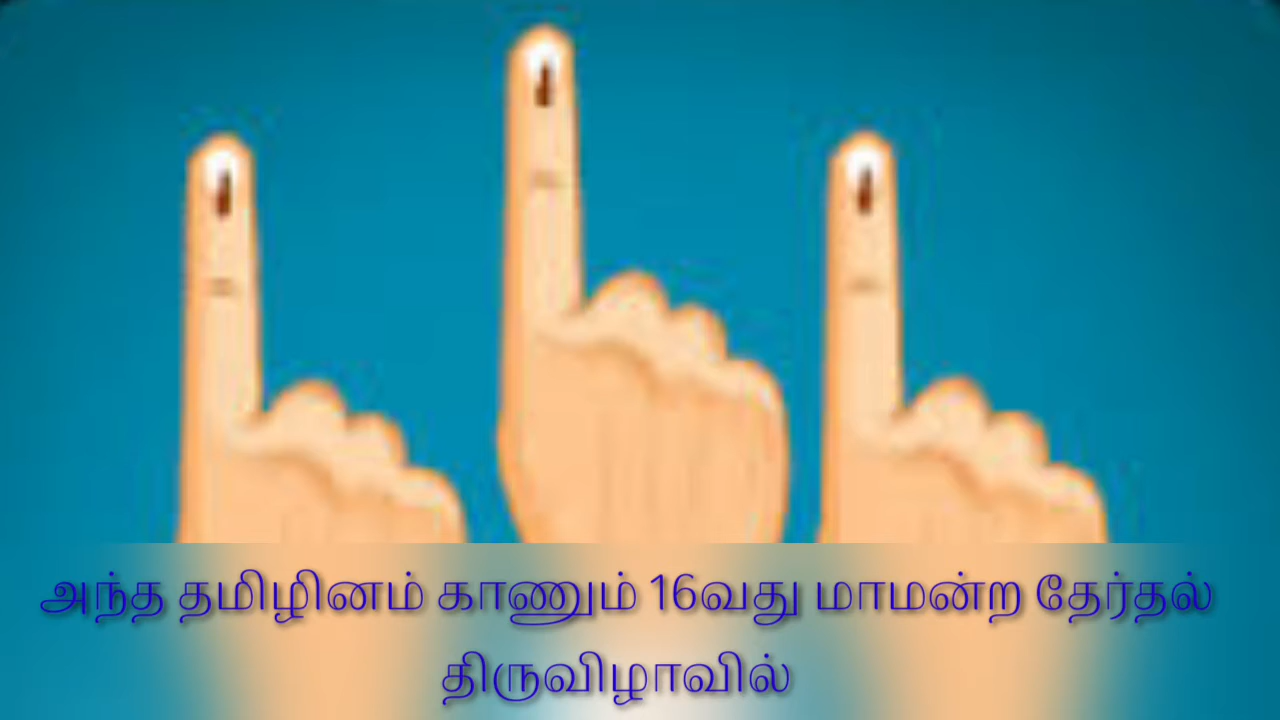 அந்த தமிழினம் காணும் 16வது மாமன்ற தேர்தல்
திருவிழாவில்